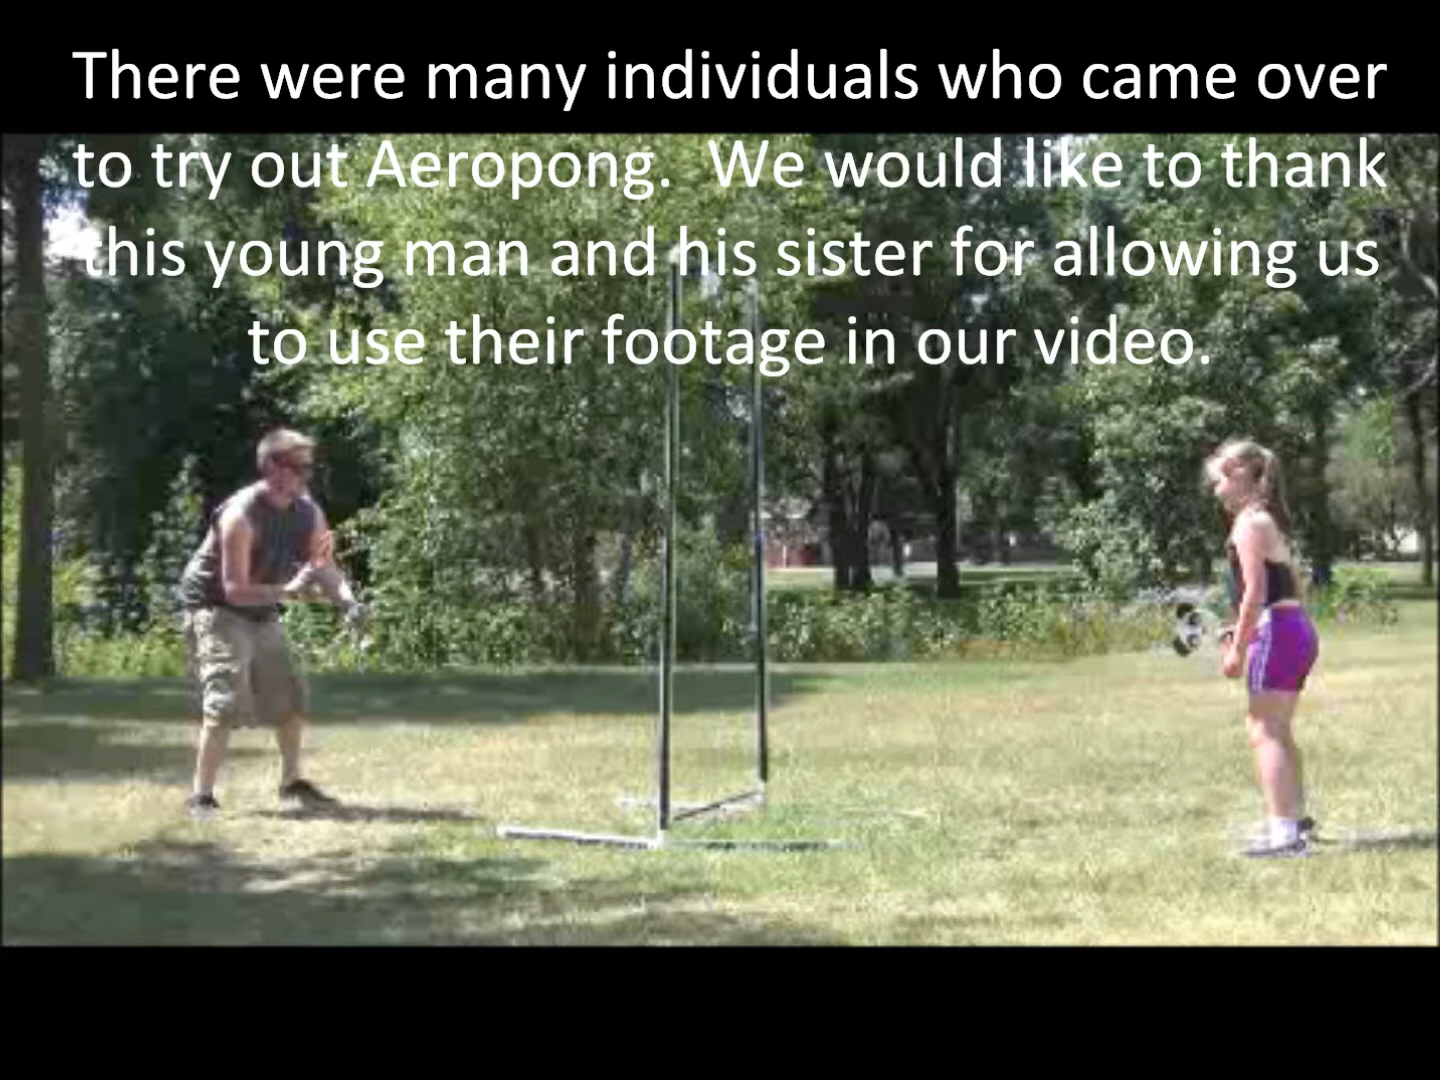 There were many individuals who came over
to try out Aeropong.  We would like to thank
this young man and his sister for allowing us
to use their footage in our video.